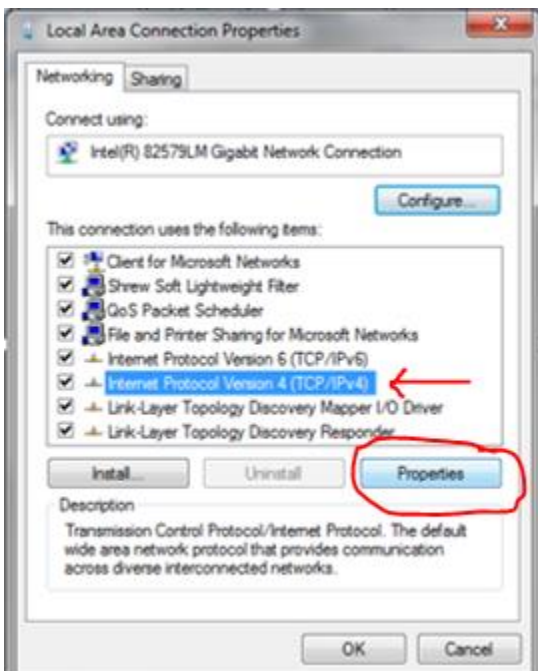 Local Area Connection Properties
Networking Sharing
Connect using:
Intel(R) 82579LM Gigabit Network Connection
Configure...
This connection uses the following items:
Client for Microsoft Networks
Shrew Soft Lightweight Filter
QoS Packet Scheduler
File and Printer Sharing for Microsoft Networks
Internet Protocol Version 6 (TCP/IPv6)
Internet Protocol Version 4 (TCP/IPv4)
Link-Layer Topology Discovery Mapper I/O Driver
Link-Layer Topology Discovery Responder
Install... Uninstall Properties
Description
Transmission Control Protocol/Internet Protocol. The default
wide area network protocol that provides communication
across diverse interconnected networks.
OK Cancel